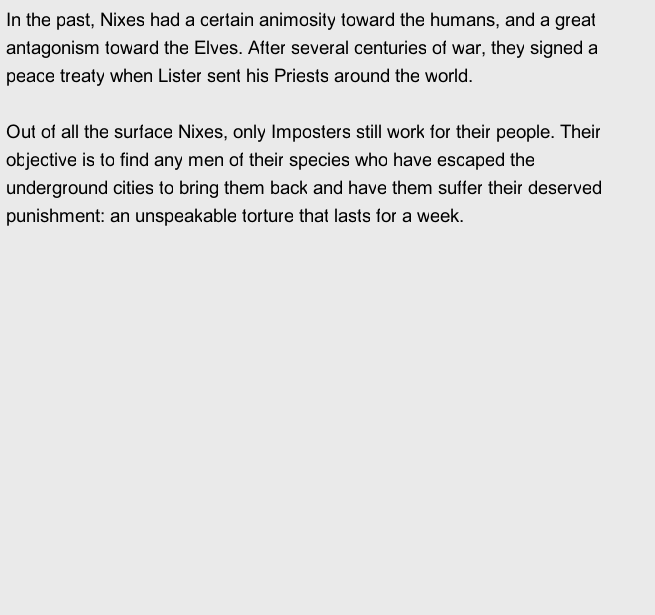 In the past, Nixes had a certain animosity toward the humans, and a great
antagonism toward the Elves. After several centuries of war, they signed a
peace treaty when Lister sent his Priests around the world.

Out of all the surface Nixes, only Imposters still work for their people. Their
objective is to find any men of their species who have escaped the
underground cities to bring them back and have them suffer their deserved
punishment: an unspeakable torture that lasts for a week.